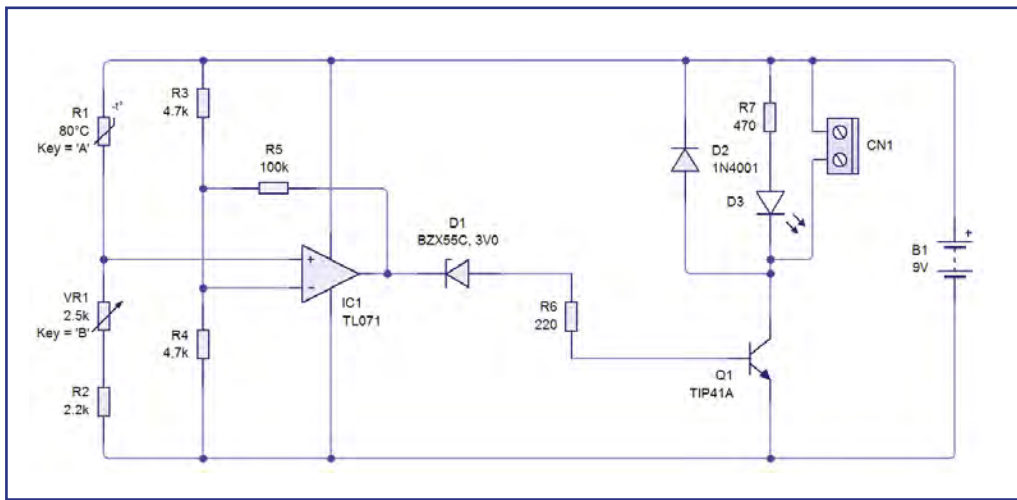 R1
80°C
Key = 'A'
-t°
R3
4.7k
R5
100k
VR1
2.5k
Key = 'B'
R2
2.2k
R4
4.7k
+
−
IC1
TL071
D1
BZX55C, 3V0
R6
220
D2
1N4001
R7
470
D3
CN1
Q1
TIP41A
B1
9V
+